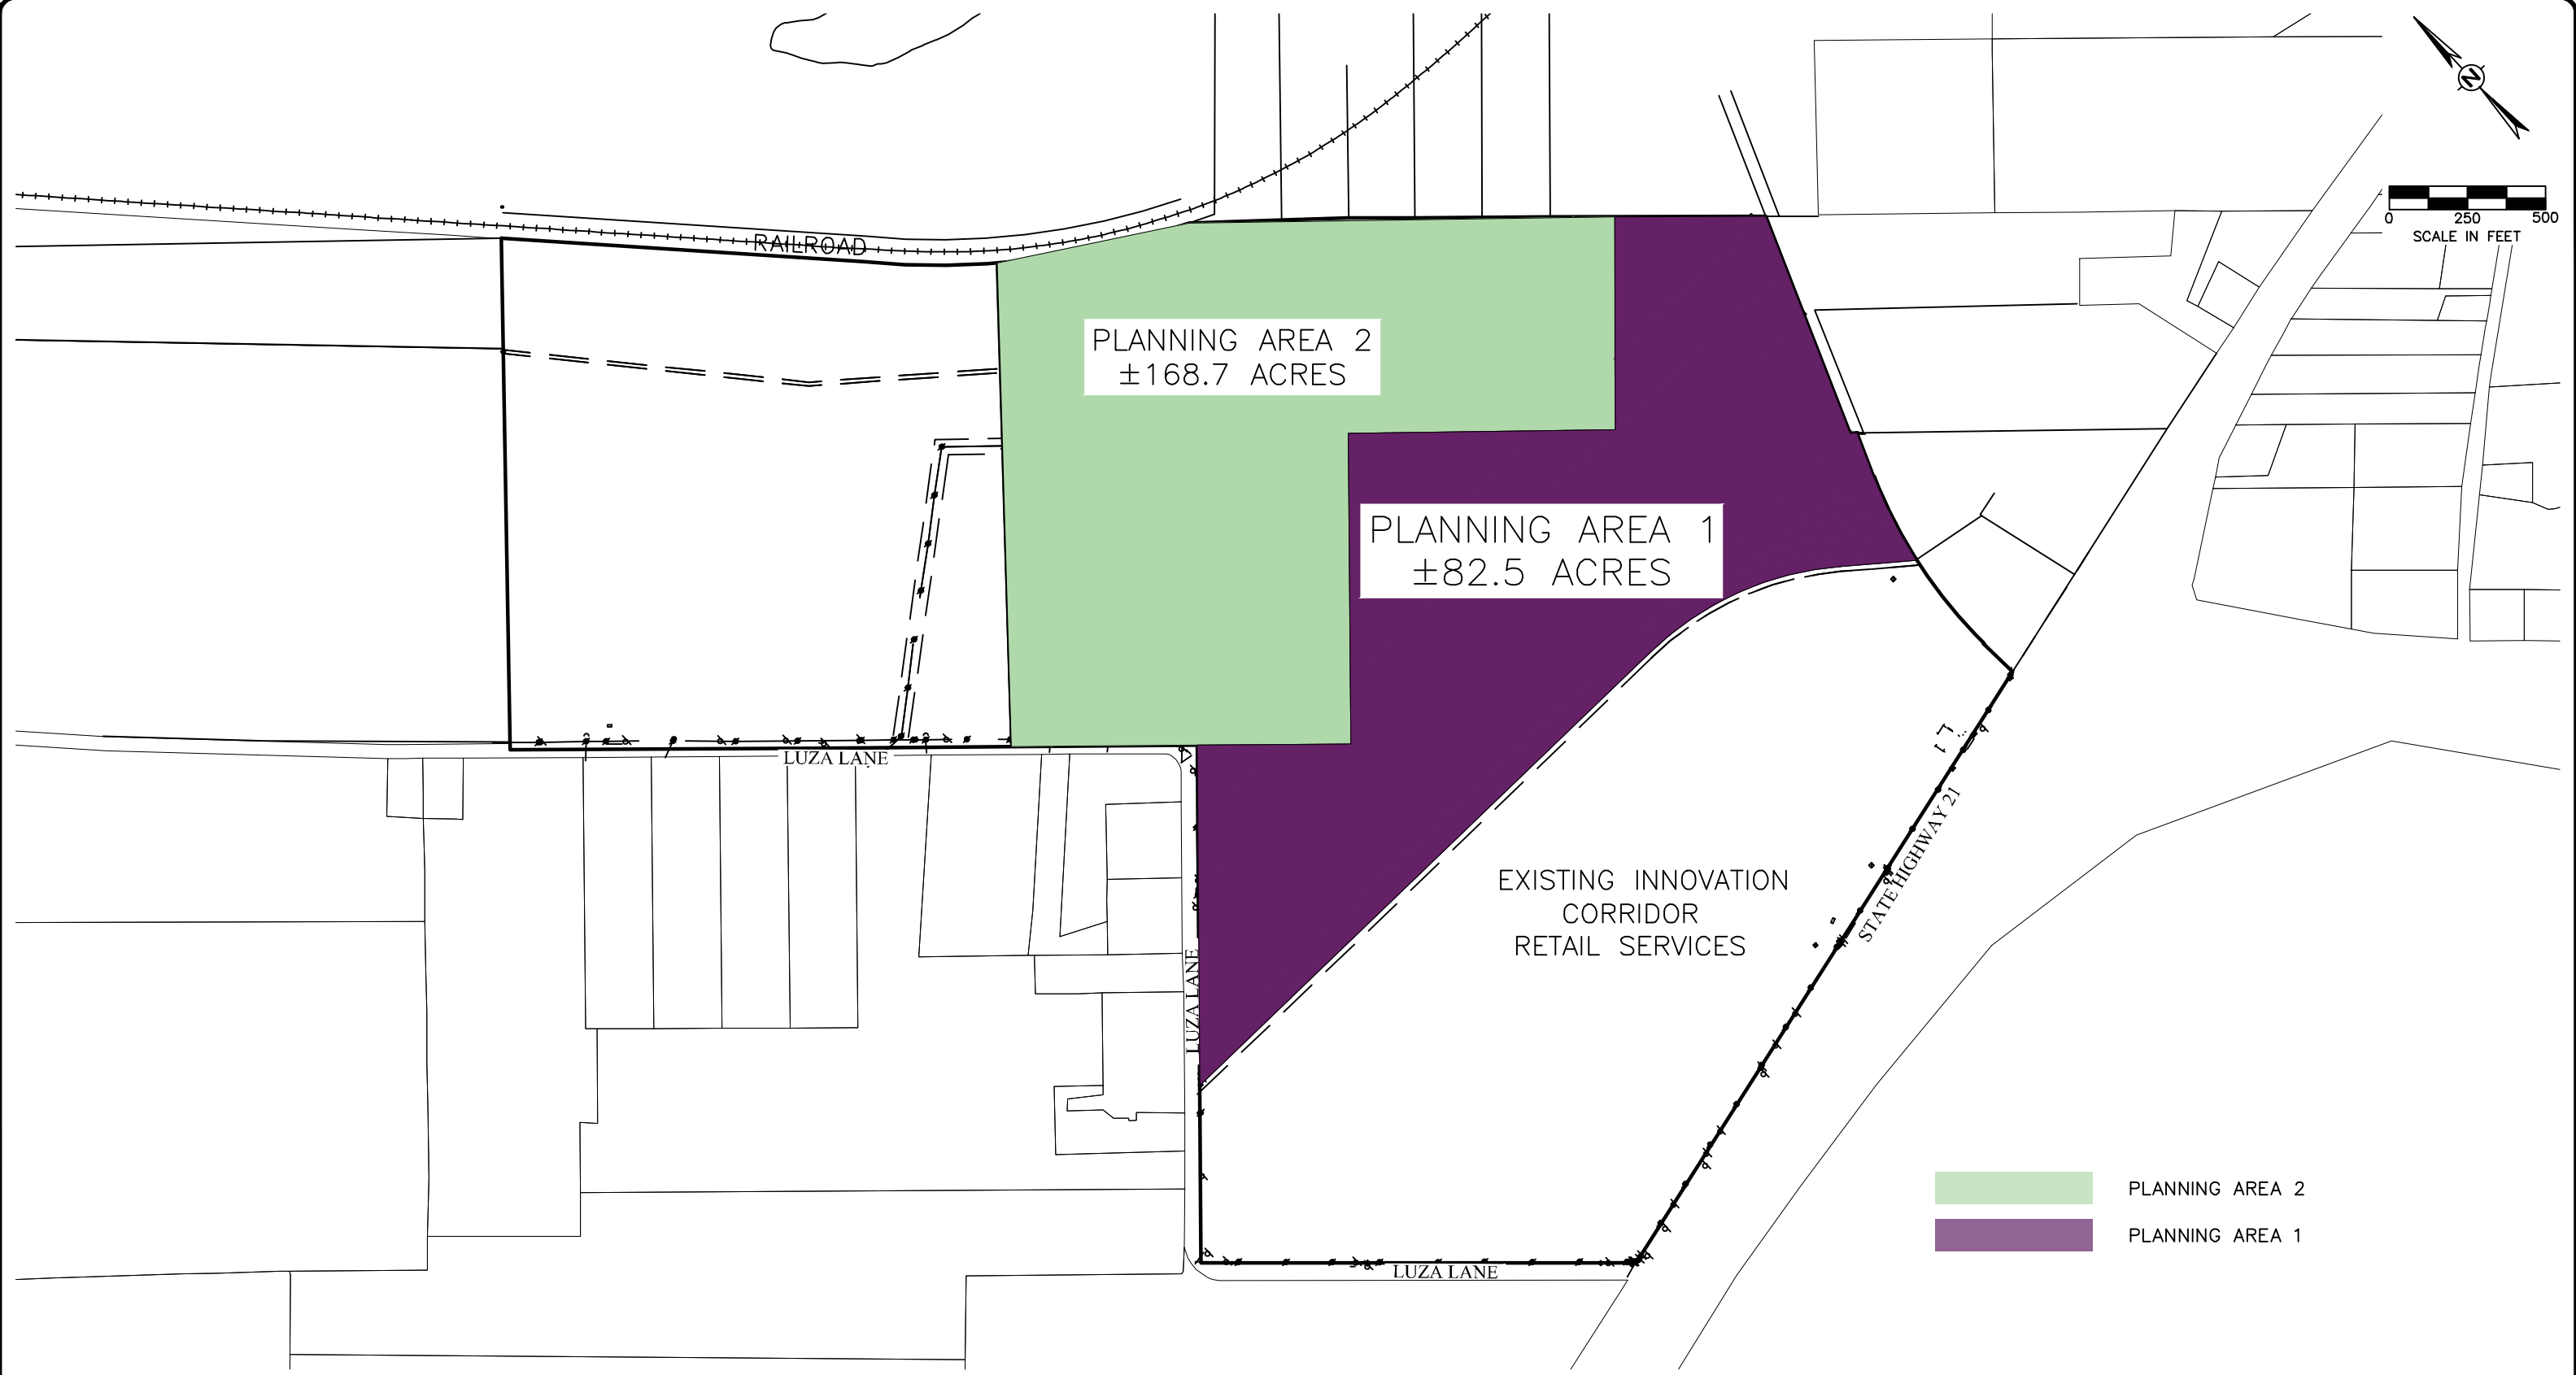 N
0 250 500
SCALE IN FEET
RAILROAD
PLANNING AREA 2
±168.7 ACRES
PLANNING AREA 1
±82.5 ACRES
LUZA LANE
LUZA LANE
EXISTING INNOVATION
CORRIDOR
RETAIL SERVICES
STATE HIGHWAY 21
LUZA LANE
PLANNING AREA 2
PLANNING AREA 1